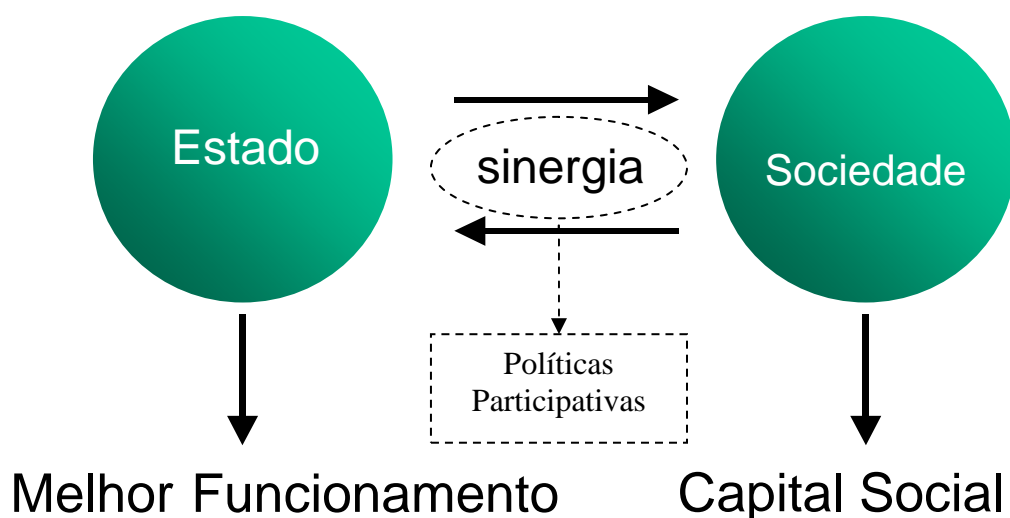 Estado
sinergia
Sociedade
Políticas
Participativas
Melhor Funcionamento
Capital Social